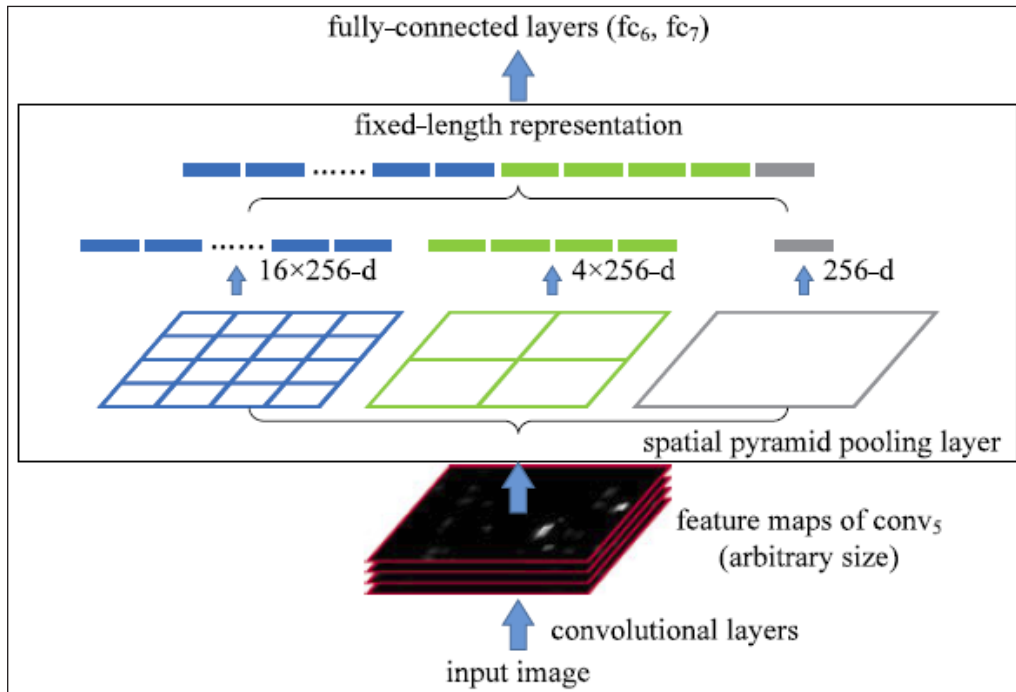 fully-connected layers (fc₆, fc₇)
fixed-length representation
16×256-d
4×256-d
256-d
spatial pyramid pooling layer
feature maps of conv₅
(arbitrary size)
convolutional layers
input image